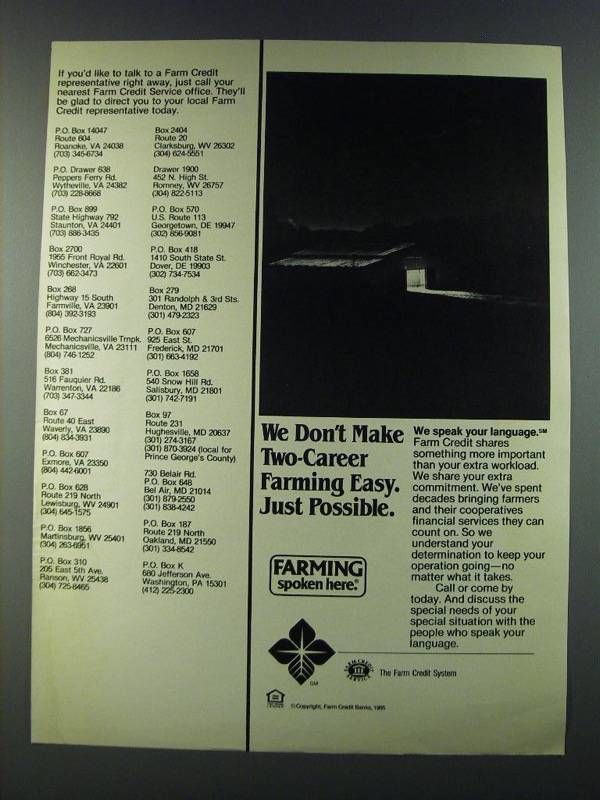 If you'd like to talk to a Farm Credit
representative right away, just call your
nearest Farm Credit Service office. They'll
be glad to direct you to your local Farm
Credit representative today.
P.O. Box 14047
Route 604
Roanoke, VA 24038
(703) 345-6734
P.O. Drawer 638
Peppers Ferry Rd.
Wytheville, VA 24382
(703) 228-8668
P.O. Box 899
State Highway 792
Staunton, VA 24401
(703) 886-3435
Box 2700
1955 Front Royal Rd.
Winchester, VA 22601
(703) 662-3473
Box 268
Highway 15 South
Farmville, VA 23901
(804) 392-3193
P.O. Box 727
6526 Mechanicsville Trnpk.
Mechanicsville, VA 23111
(804) 746-1252
Box 381
516 Fauquier Rd.
Warrenton, VA 22186
(703) 347-3344
Box 67
Route 40 East
Waverly, VA 23890
(804) 834-3931
P.O. Box 607
Exmore, VA 23350
(804) 442-6001
P.O. Box 628
Route 219 North
Lewisburg, WV 24901
(304) 645-1575
P.O. Box 1856
Martinsburg, WV 25401
(304) 263-6951
P.O. Box 310
205 East 5th Ave.
Ranson, WV 25438
(304) 725-8465
Box 2404
Route 20
Clarksburg, WV 26302
(304) 624-5551
Drawer 1900
452 N. High St.
Romney, WV 26757
(304) 822-5113
P.O. Box 570
U.S. Route 113
Georgetown, DE 19947
(302) 856-9081
P.O. Box 418
1410 South State St.
Dover, DE 19903
(302) 734-7534
Box 279
301 Randolph & 3rd Sts.
Denton, MD 21629
(301) 479-2323
P.O. Box 607
925 East St.
Frederick, MD 21701
(301) 663-4192
P.O. Box 1658
540 Snow Hill Rd.
Salisbury, MD 21801
(301) 742-7191
Box 97
Route 231
Hughesville, MD 20637
(301) 274-3167
(301) 870-3924 (local for
Prince George's County)
730 Belair Rd.
P.O. Box 648
Bel Air, MD 21014
(301) 879-2550
(301) 838-4242
P.O. Box 187
Route 219 North
Oakland, MD 21550
(301) 334-8542
P.O. Box K
680 Jefferson Ave.
Washington, PA 15301
(412) 225-2300
We Don't Make
Two-Career
Farming Easy.
Just Possible.
FARMING
spoken here.®
We speak your language.℠
Farm Credit shares
something more important
than your extra workload.
We share your extra
commitment. We've spent
decades bringing farmers
and their cooperatives
financial services they can
count on. So we
understand your
determination to keep your
operation going—no
matter what it takes.
Call or come by
today. And discuss the
special needs of your
special situation with the
people who speak your
language.
SM
The Farm Credit System
© Copyright, Farm Credit Banks, 1985